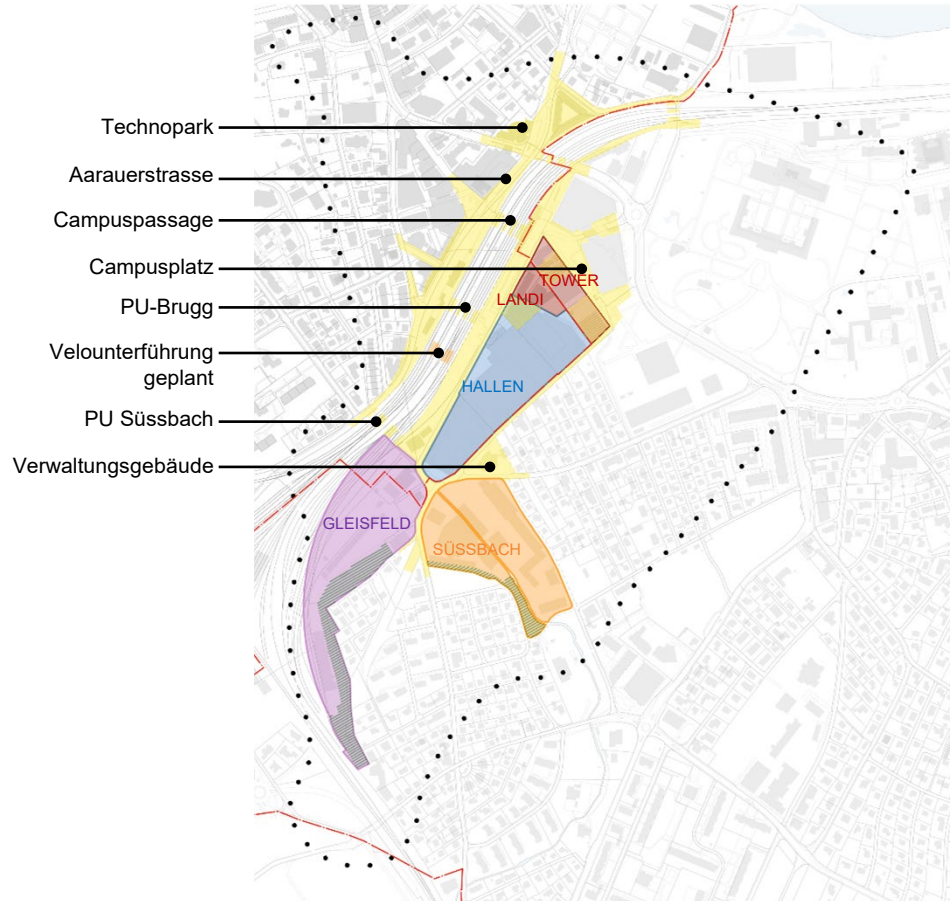 Technopark
Aarauerstrasse
Campuspassage
Campusplatz
TOWER
LANDI
PU-Brugg
Velounterführung
geplant
HALLEN
PU Süssbach
Verwaltungsgebäude
GLEISFELD
SÜSSBACH